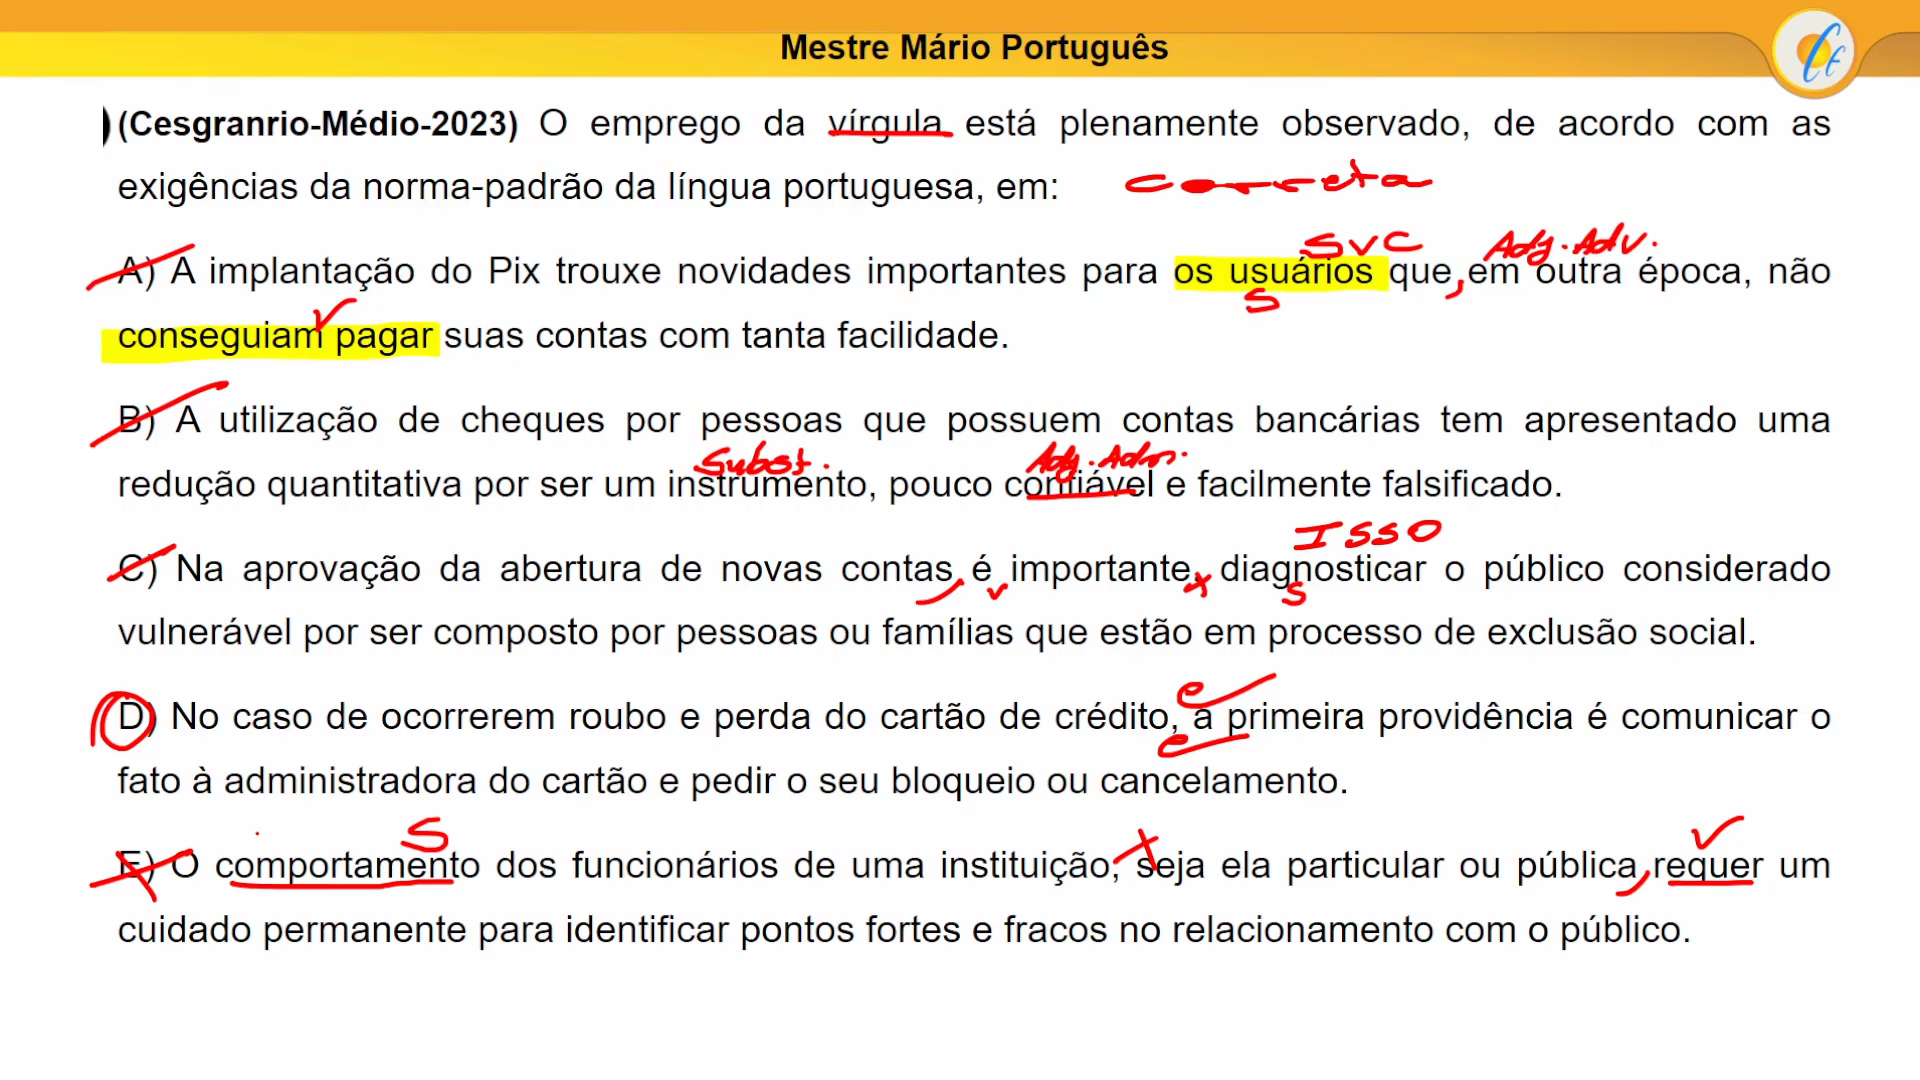 Mestre Mário Português
(Cesgranrio-Médio-2023) O emprego da vírgula está plenamente observado, de acordo com as
exigências da norma-padrão da língua portuguesa, em: correta
SVC Adj. Adv.
A) A implantação do Pix trouxe novidades importantes para os usuários que, em outra época, não
S
V
conseguiam pagar suas contas com tanta facilidade.
B) A utilização de cheques por pessoas que possuem contas bancárias tem apresentado uma
Subst. Adj. Adn.
redução quantitativa por ser um instrumento, pouco confiável e facilmente falsificado.
ISSO
C) Na aprovação da abertura de novas contas, é importante, diagnosticar o público considerado
v x S
vulnerável por ser composto por pessoas ou famílias que estão em processo de exclusão social.
D) No caso de ocorrerem roubo e perda do cartão de crédito, a primeira providência é comunicar o
fato à administradora do cartão e pedir o seu bloqueio ou cancelamento.
S V
E) O comportamento dos funcionários de uma instituição, seja ela particular ou pública, requer um
cuidado permanente para identificar pontos fortes e fracos no relacionamento com o público.